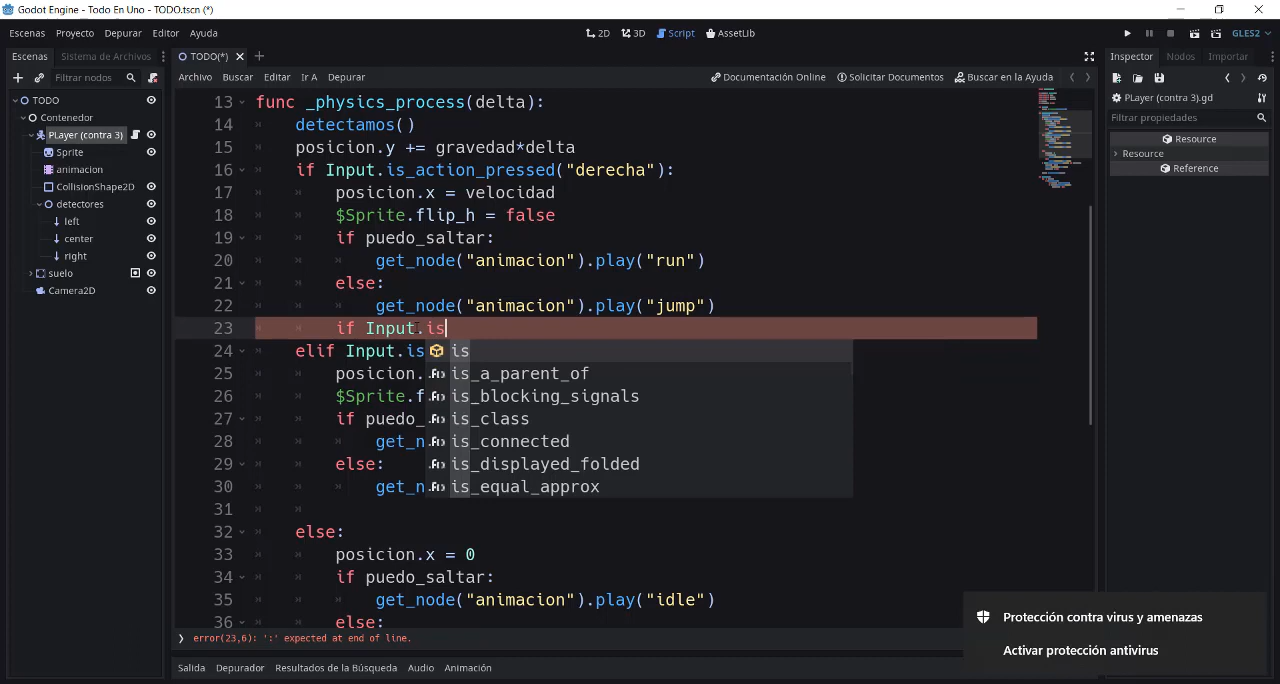 Godot Engine - Todo En Uno - TODO.tscn (*)
Escenas Proyecto Depurar Editor Ayuda
2D 3D Script AssetLib
GLES2
Escenas Sistema de Archivos
TODO(*)
Inspector Nodos Importar
Filtrar nodos
Archivo Buscar Editar Ir A Depurar
Documentación Online Solicitar Documentos Buscar en la Ayuda
PLayer (contra 3).gd
Filtrar propiedades
Resource
Resource
Reference
TODO
Contenedor
PLayer (contra 3)
Sprite
animacion
CollisionShape2D
detectores
left
center
right
suelo
Camera2D
13 func _physics_process(delta):
14 detectamos()
15 posicion.y += gravedad*delta
16 if Input.is_action_pressed("derecha"):
17 posicion.x = velocidad
18 $Sprite.flip_h = false
19 if puedo_saltar:
20 get_node("animacion").play("run")
21 else:
22 get_node("animacion").play("jump")
23 if Input.is
24 elif Input.is
25 posicion.
26 $Sprite.f
27 if puedo_
28 get_n
29 else:
30 get_n
31
is
is_a_parent_of
is_blocking_signals
is_class
is_connected
is_displayed_folded
is_equal_approx
32 else:
33 posicion.x = 0
34 if puedo_saltar:
35 get_node("animacion").play("idle")
36 else:
error(23,6): ':' expected at end of line.
Salida Depurador Resultados de la Búsqueda Audio Animación
Protección contra virus y amenazas
Activar protección antivirus